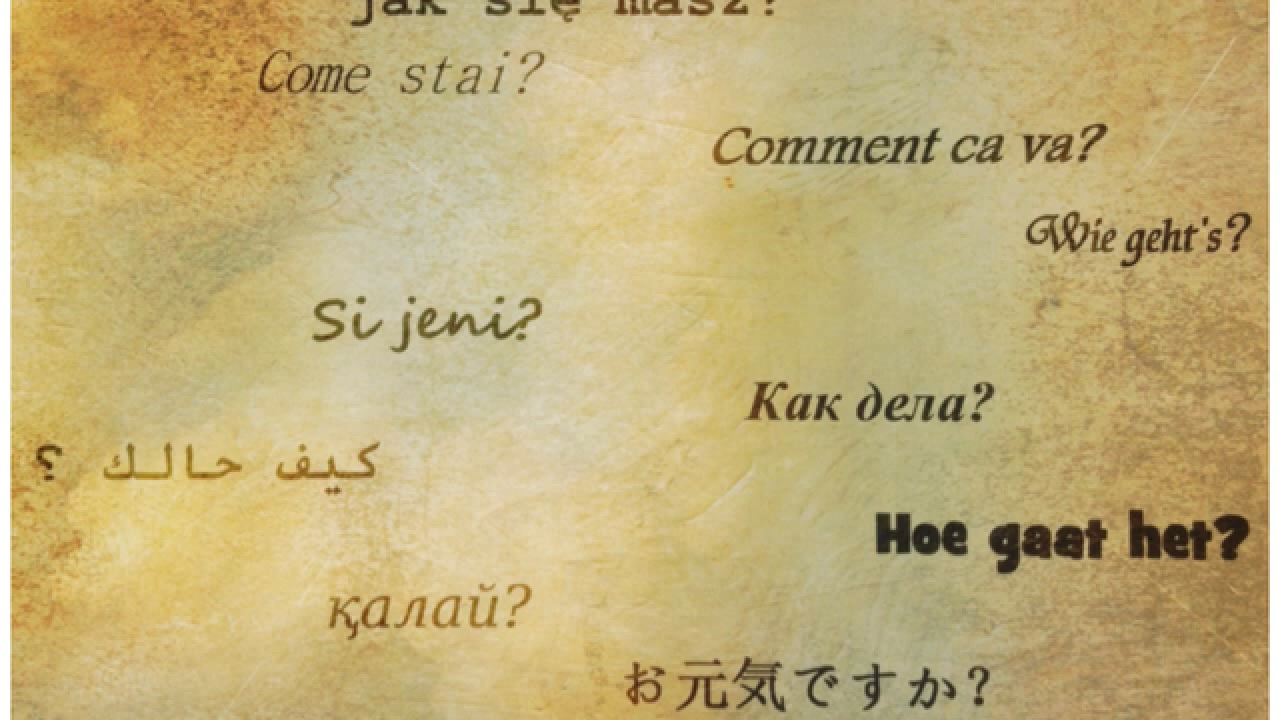 jak się masz?
Come stai?
Comment ca va?
Wie geht's?
Si jeni?
Как дела?
كيف حالك ؟
Hoe gaat het?
қалай?
お元気ですか?